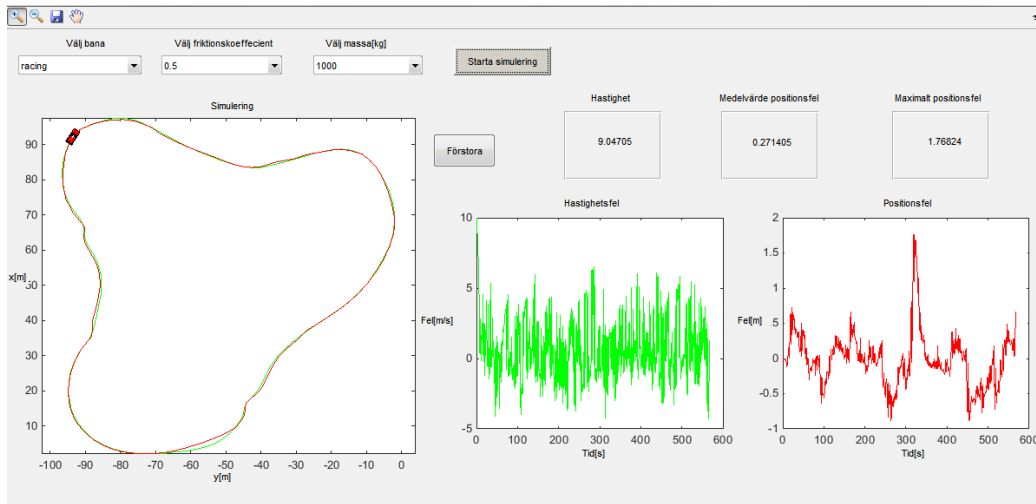 Välj bana
Välj friktionskoeffecient
Välj massa[kg]
racing
0.5
1000
Starta simulering
Simulering
Förstora
Hastighet
Medelvärde positionsfel
Maximalt positionsfel
9.04705
0.271405
1.76824
90
80
70
60
50
40
30
20
10
x[m]
-100 -90 -80 -70 -60 -50 -40 -30 -20 -10 0
y[m]
Hastighetsfel
10
5
0
-5
Fel[m/s]
0 100 200 300 400 500 600
Tid[s]
Positionsfel
2
1.5
1
0.5
0
-0.5
-1
Fel[m]
0 100 200 300 400 500 600
Tid[s]